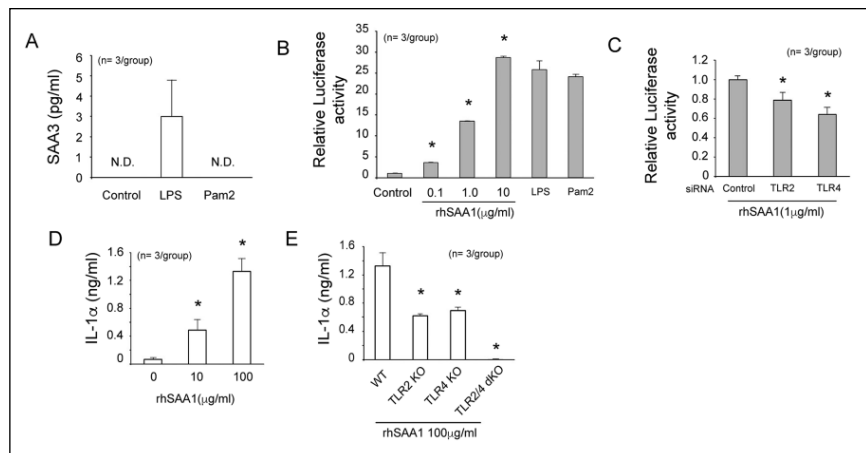 A
(n= 3/group)
SAA3 (pg/ml)
6
5
4
3
2
1
0
N.D.
N.D.
Control LPS Pam2
B
(n= 3/group)
Relative Luciferase
activity
35
30
25
20
15
10
5
0
*
*
*
Control 0.1 1.0 10 LPS Pam2
rhSAA1(μg/ml)
C
(n= 3/group)
Relative Luciferase
activity
1.2
1.0
0.8
0.6
0.4
0.2
0
*
*
siRNA Control TLR2 TLR4
rhSAA1(1μg/ml)
D
(n= 3/group)
IL-1α (ng/ml)
1.6
1.2
0.8
0.4
0
*
*
0 10 100
rhSAA1(μg/ml)
E
(n= 3/group)
IL-1α (ng/ml)
1.6
1.2
0.8
0.4
0
*
*
*
WT
TLR2 KO
TLR4 KO
TLR2/4 dKO
rhSAA1 100μg/ml